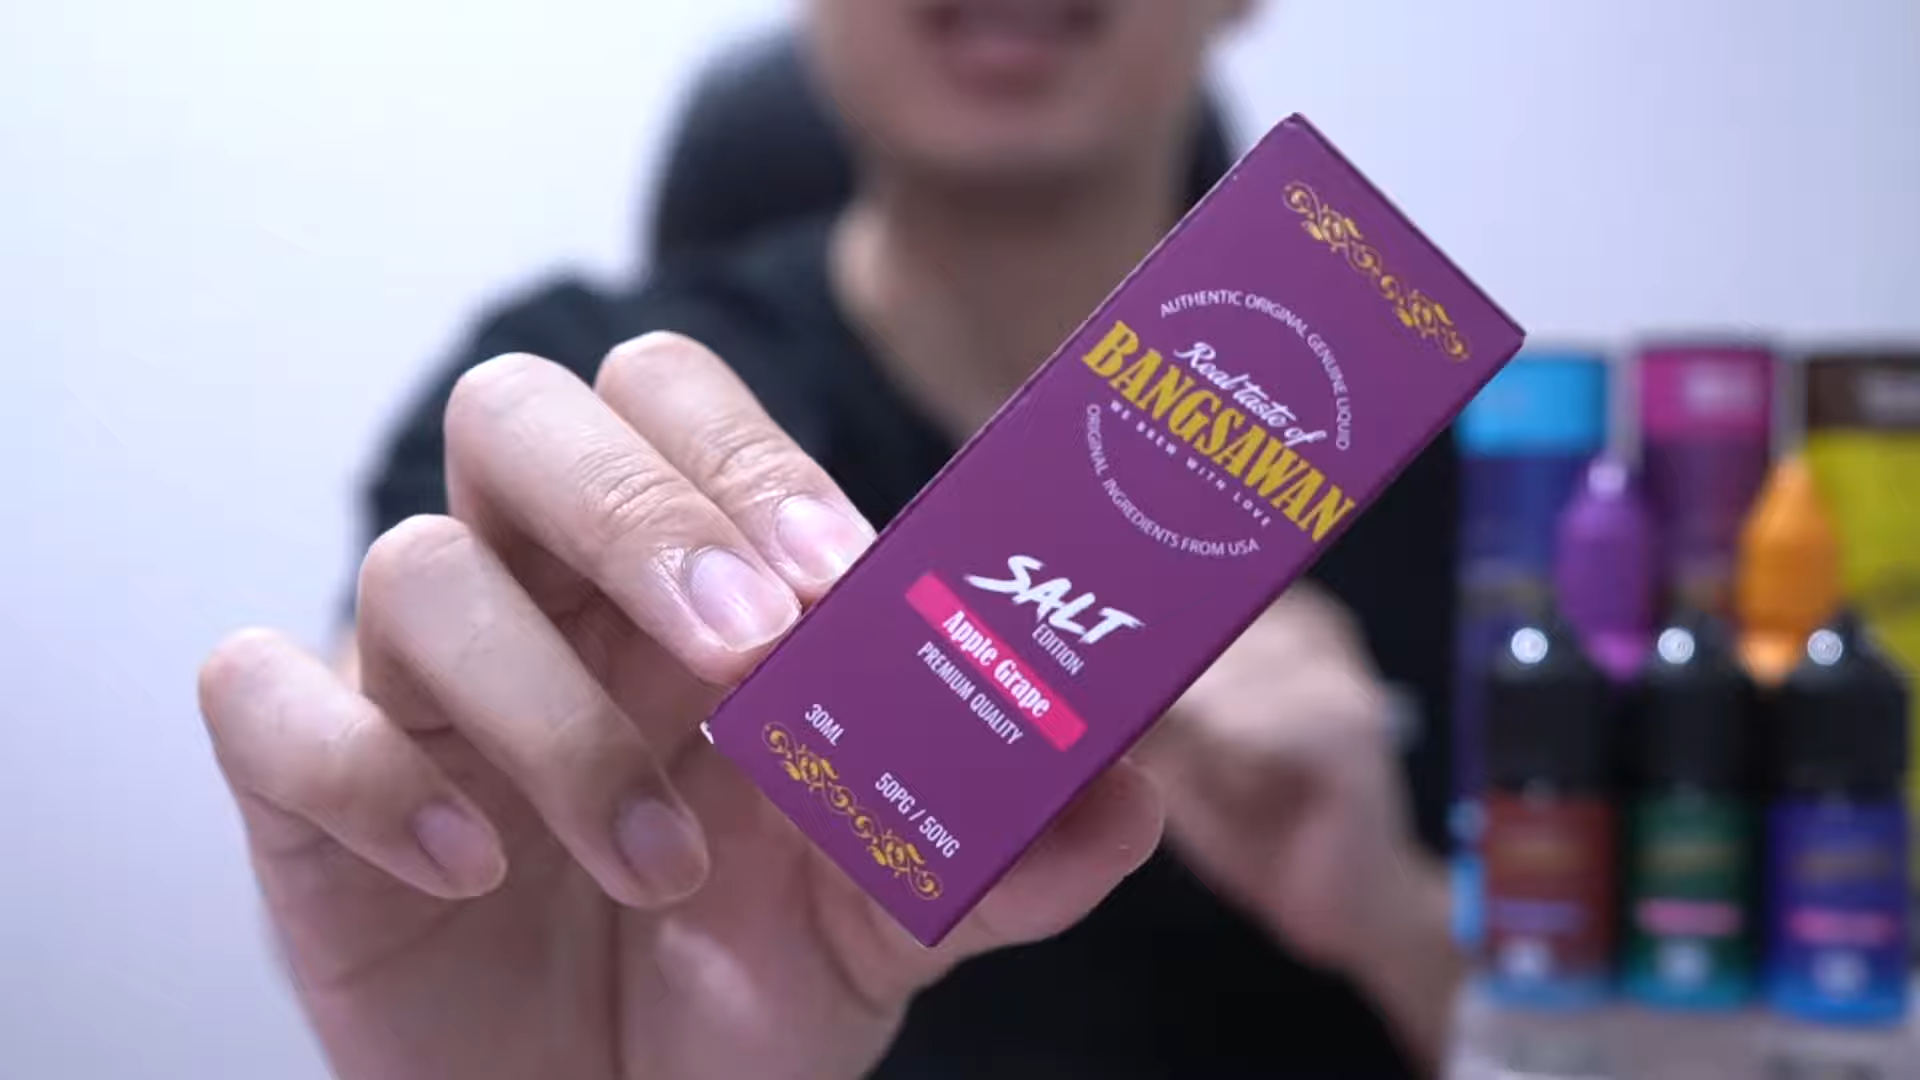 AUTHENTIC ORIGINAL GENUINE LIQUID
Real taste of
BANGSAWAN
WE BREW WITH LOVE
ORIGINAL INGREDIENTS FROM USA
SALT
EDITION
Apple Grape
PREMIUM QUALITY
30ML
50PG / 50VG